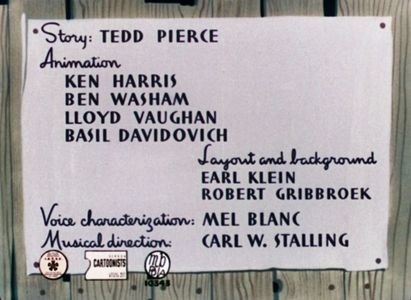 Story: TEDD PIERCE
Animation
KEN HARRIS
BEN WASHAM
LLOYD VAUGHAN
BASIL DAVIDOVICH
Layout and background
EARL KLEIN
ROBERT GRIBBROEK
Voice characterization: MEL BLANC
Musical direction: CARL W. STALLING
CARTOONISTS
10343